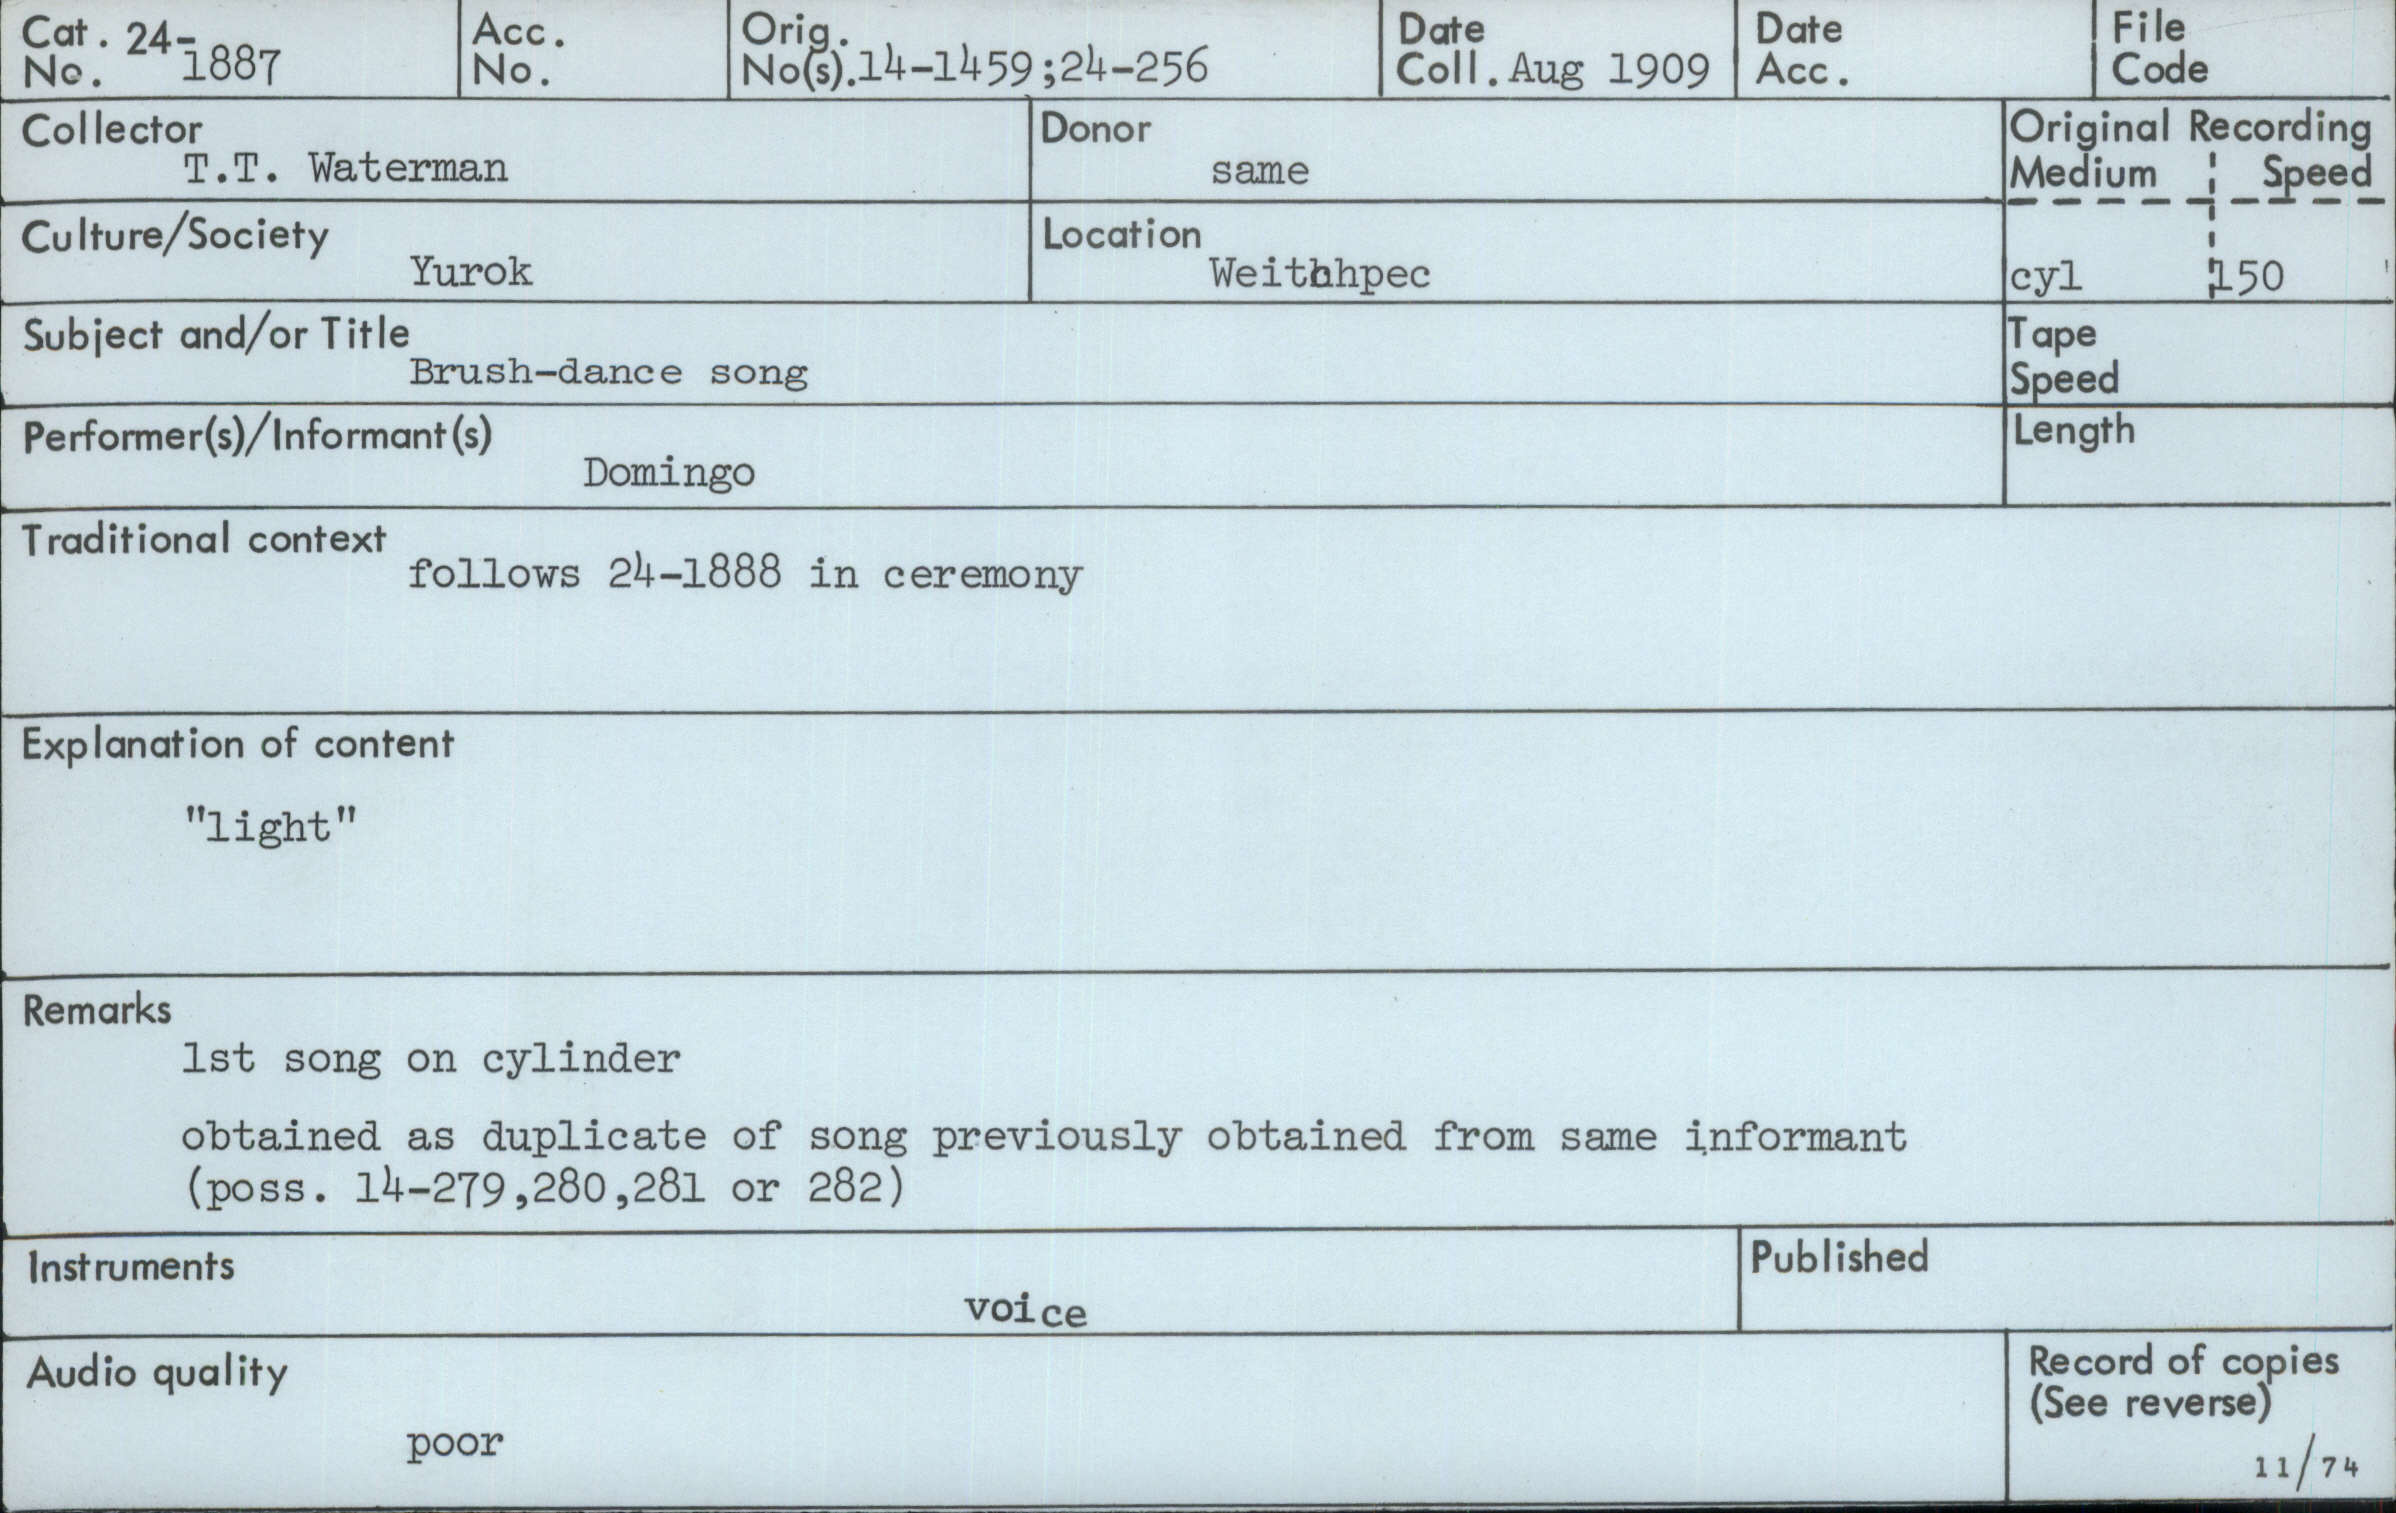 Cat. No. 24-1887
Acc. No.
Orig. No(s). 14-1459;24-256
Date Coll. Aug 1909
Date Acc.
File Code
Collector
T.T. Waterman
Donor
same
Original Recording
Medium Speed
cyl 150
Culture/Society
Yurok
Location
Weitchpec
Subject and/or Title
Brush-dance song
Tape Speed
Performer(s)/Informant(s)
Domingo
Length
Traditional context
follows 24-1888 in ceremony
Explanation of content
"light"
Remarks
1st song on cylinder
obtained as duplicate of song previously obtained from same informant
(poss. 14-279,280,281 or 282)
Instruments
voice
Published
Audio quality
poor
Record of copies
(See reverse)
11/74